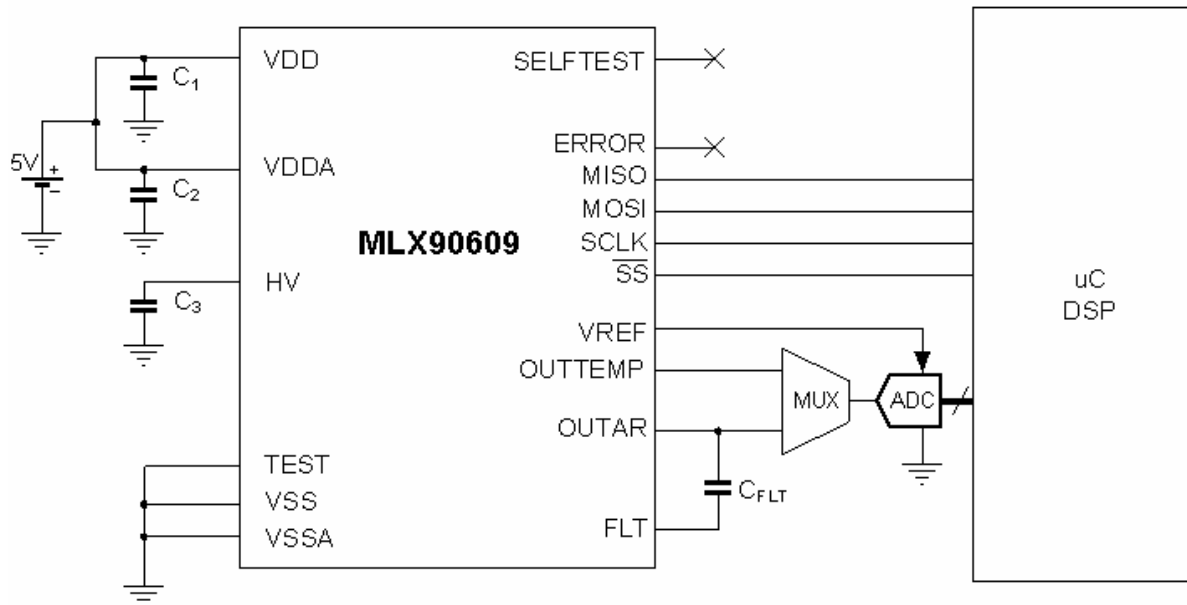 VDD
SELFTEST
C1
ERROR
5V
+
−
VDDA
MISO
C2
MOSI
MLX90609
SCLK
SS
HV
uC
DSP
C3
VREF
OUTTEMP
MUX
ADC
OUTAR
TEST
CFLT
VSS
FLT
VSSA